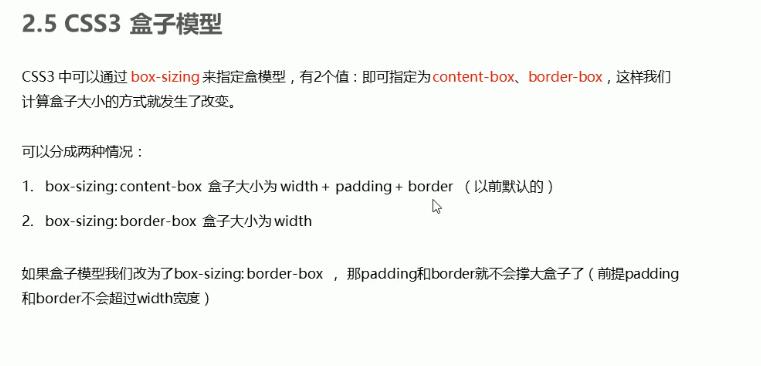 2.5 CSS3 盒子模型
CSS3 中可以通过 box-sizing 来指定盒模型，有2个值：即可指定为content-box、border-box，这样我们
计算盒子大小的方式就发生了改变。
可以分成两种情况：
1. box-sizing: content-box 盒子大小为 width + padding + border （以前默认的）
2. box-sizing: border-box 盒子大小为 width
如果盒子模型我们改为了box-sizing: border-box ， 那padding和border就不会撑大盒子了（前提padding
和border不会超过width宽度）